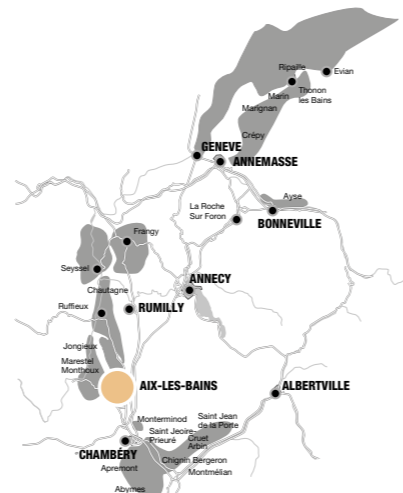 Ripaille
Evian
Marin
Thonon
les Bains
Marignan
Crêpy
GENEVE
ANNEMASSE
Ayse
La Roche
Sur Foron
BONNEVILLE
Frangy
Seyssel
ANNECY
Chautagne
Ruffieux
RUMILLY
Jongieux
Marestel
Monthoux
AIX-LES-BAINS
ALBERTVILLE
Monterminod
Saint Jean
de la Porte
Saint Jeoire
Prieuré
Cruet
Arbin
CHAMBÉRY
Chignin Bergeron
Apremont
Montmélian
Abymes